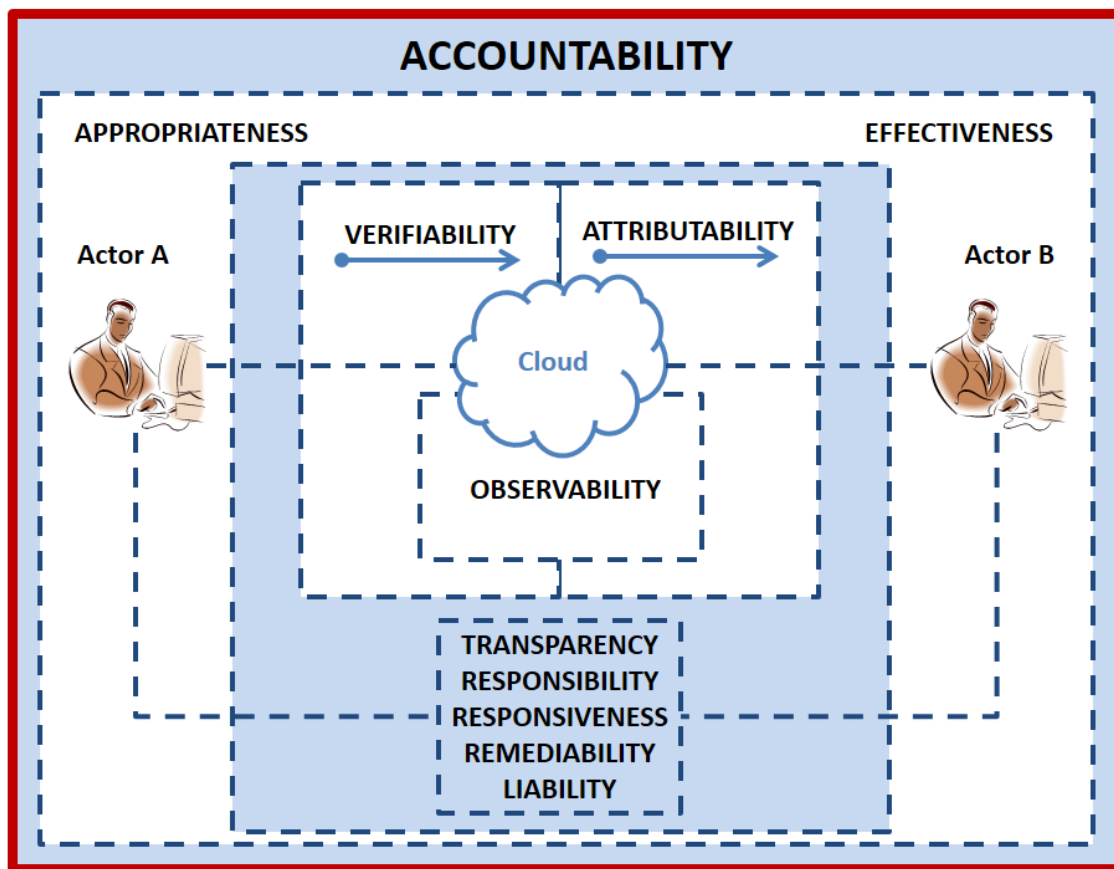 ACCOUNTABILITY
APPROPRIATENESS
EFFECTIVENESS
VERIFIABILITY
ATTRIBUTABILITY
Actor A
Actor B
Cloud
OBSERVABILITY
TRANSPARENCY
RESPONSIBILITY
RESPONSIVENESS
REMEDIABILITY
LIABILITY